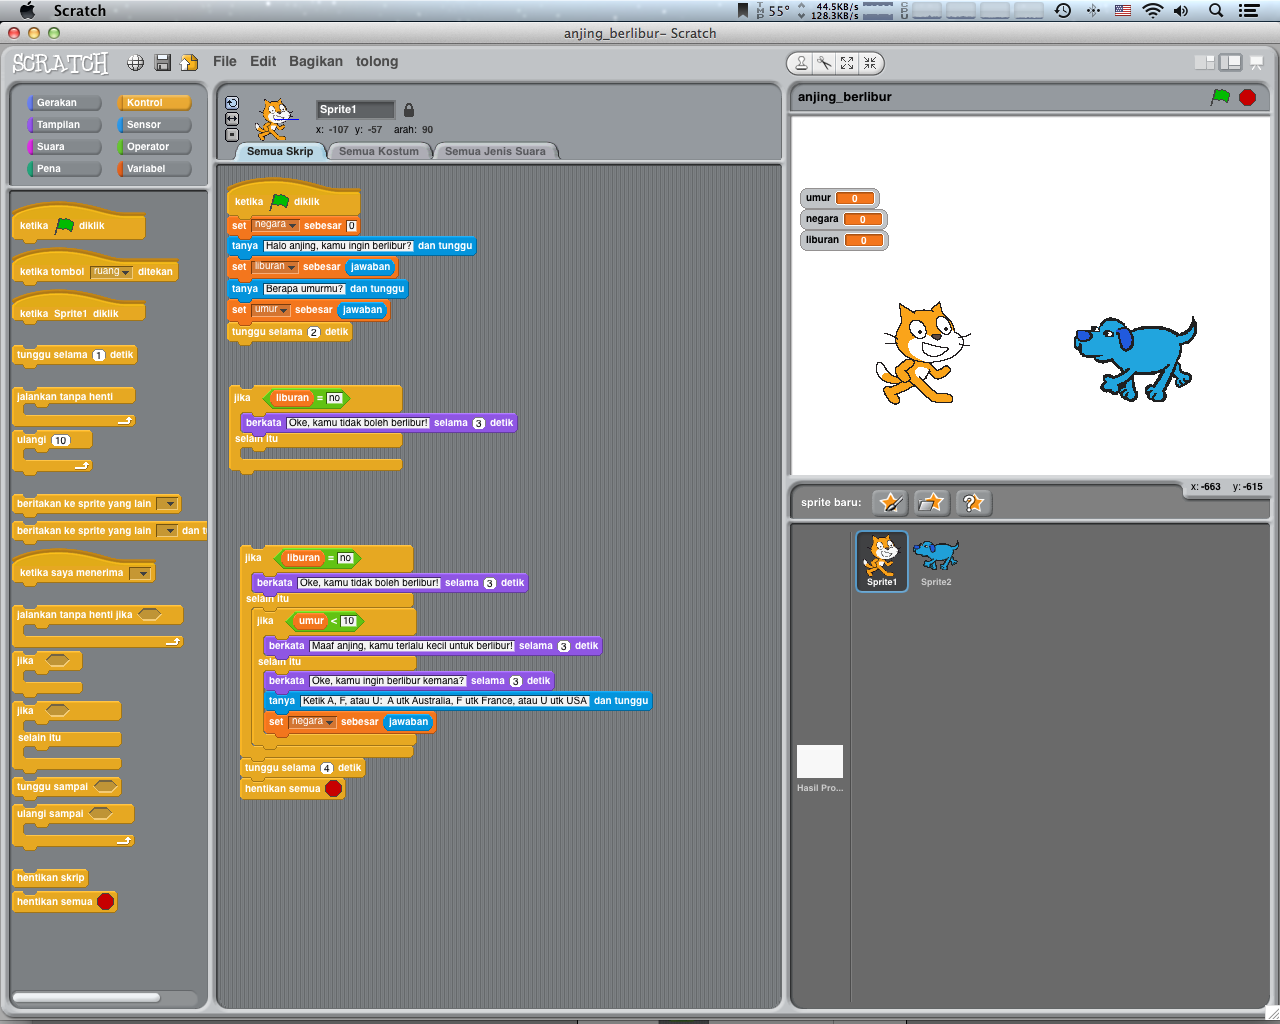 Scratch
55°
44.5KB/s
128.3KB/s
anjing_berlibur- Scratch
SCRATCH
File Edit Bagikan tolong
Gerakan Kontrol
Tampilan Sensor
Suara Operator
Pena Variabel
ketika diklik
ketika tombol ruang ditekan
ketika Sprite1 diklik
tunggu selama 1 detik
jalankan tanpa henti
ulangi 10
beritakan ke sprite yang lain
beritakan ke sprite yang lain dan tu
ketika saya menerima
jalankan tanpa henti jika
jika
jika
selain itu
tunggu sampai
ulangi sampai
hentikan skrip
hentikan semua
Sprite1
x: -107 y: -57 arah: 90
Semua Skrip Semua Kostum Semua Jenis Suara
ketika diklik
set negara sebesar 0
tanya Halo anjing, kamu ingin berlibur? dan tunggu
set liburan sebesar jawaban
tanya Berapa umurmu? dan tunggu
set umur sebesar jawaban
tunggu selama 2 detik
jika liburan = no
berkata Oke, kamu tidak boleh berlibur! selama 3 detik
selain itu
jika liburan = no
berkata Oke, kamu tidak boleh berlibur! selama 3 detik
selain itu
jika umur < 10
berkata Maaf anjing, kamu terlalu kecil untuk berlibur! selama 3 detik
selain itu
berkata Oke, kamu ingin berlibur kemana? selama 3 detik
tanya Ketik A, F, atau U: A utk Australia, F utk France, atau U utk USA dan tunggu
set negara sebesar jawaban
tunggu selama 4 detik
hentikan semua
anjing_berlibur
umur 0
negara 0
liburan 0
x: -663 y: -615
sprite baru:
Sprite1 Sprite2
Hasil Pro...